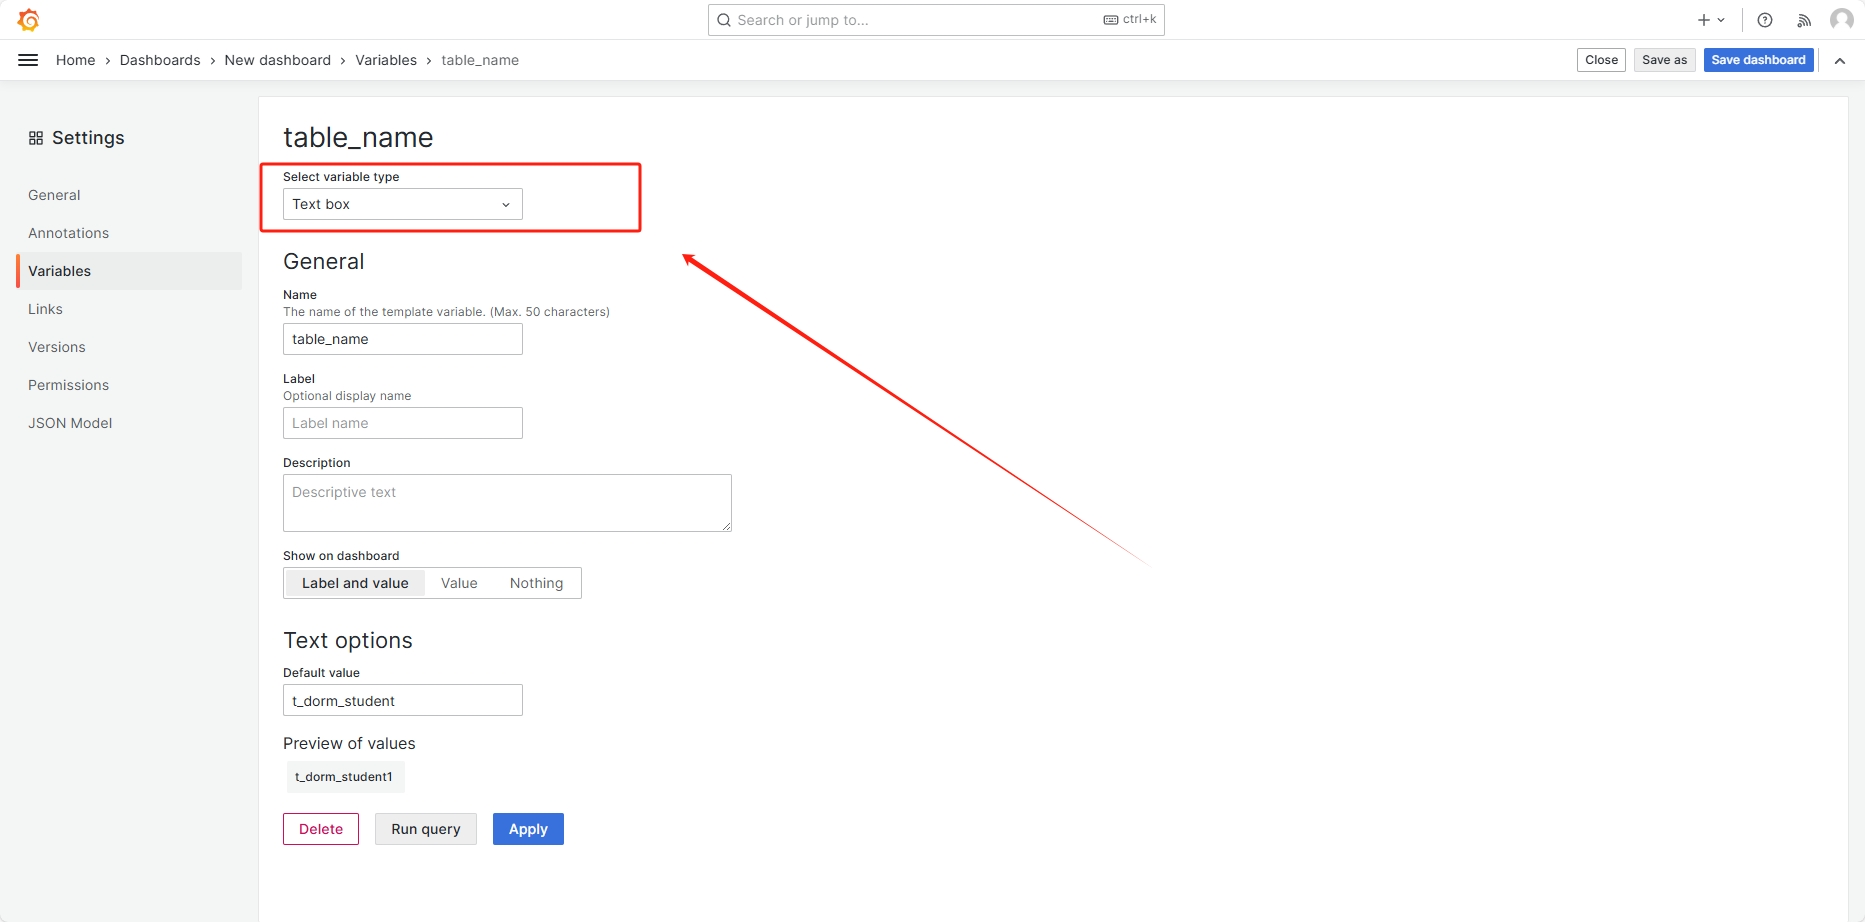 Search or jump to...
ctrl+k
Home › Dashboards › New dashboard › Variables › table_name
Close
Save as
Save dashboard
Settings
General
Annotations
Variables
Links
Versions
Permissions
JSON Model
table_name
Select variable type
Text box
General
Name
The name of the template variable. (Max. 50 characters)
table_name
Label
Optional display name
Label name
Description
Descriptive text
Show on dashboard
Label and value Value Nothing
Text options
Default value
t_dorm_student
Preview of values
t_dorm_student1
Delete Run query Apply